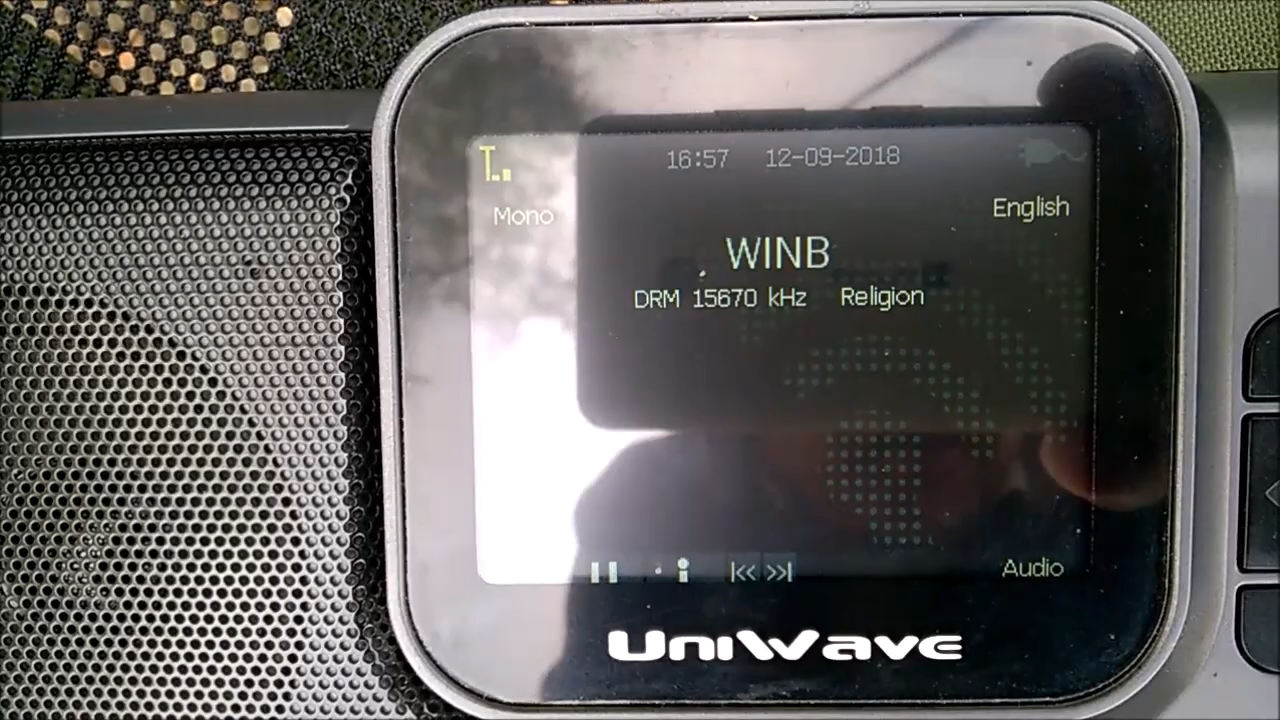 16:57 12-09-2018
Mono English
WINB
DRM 15670 kHz Religion
Audio
UniWave